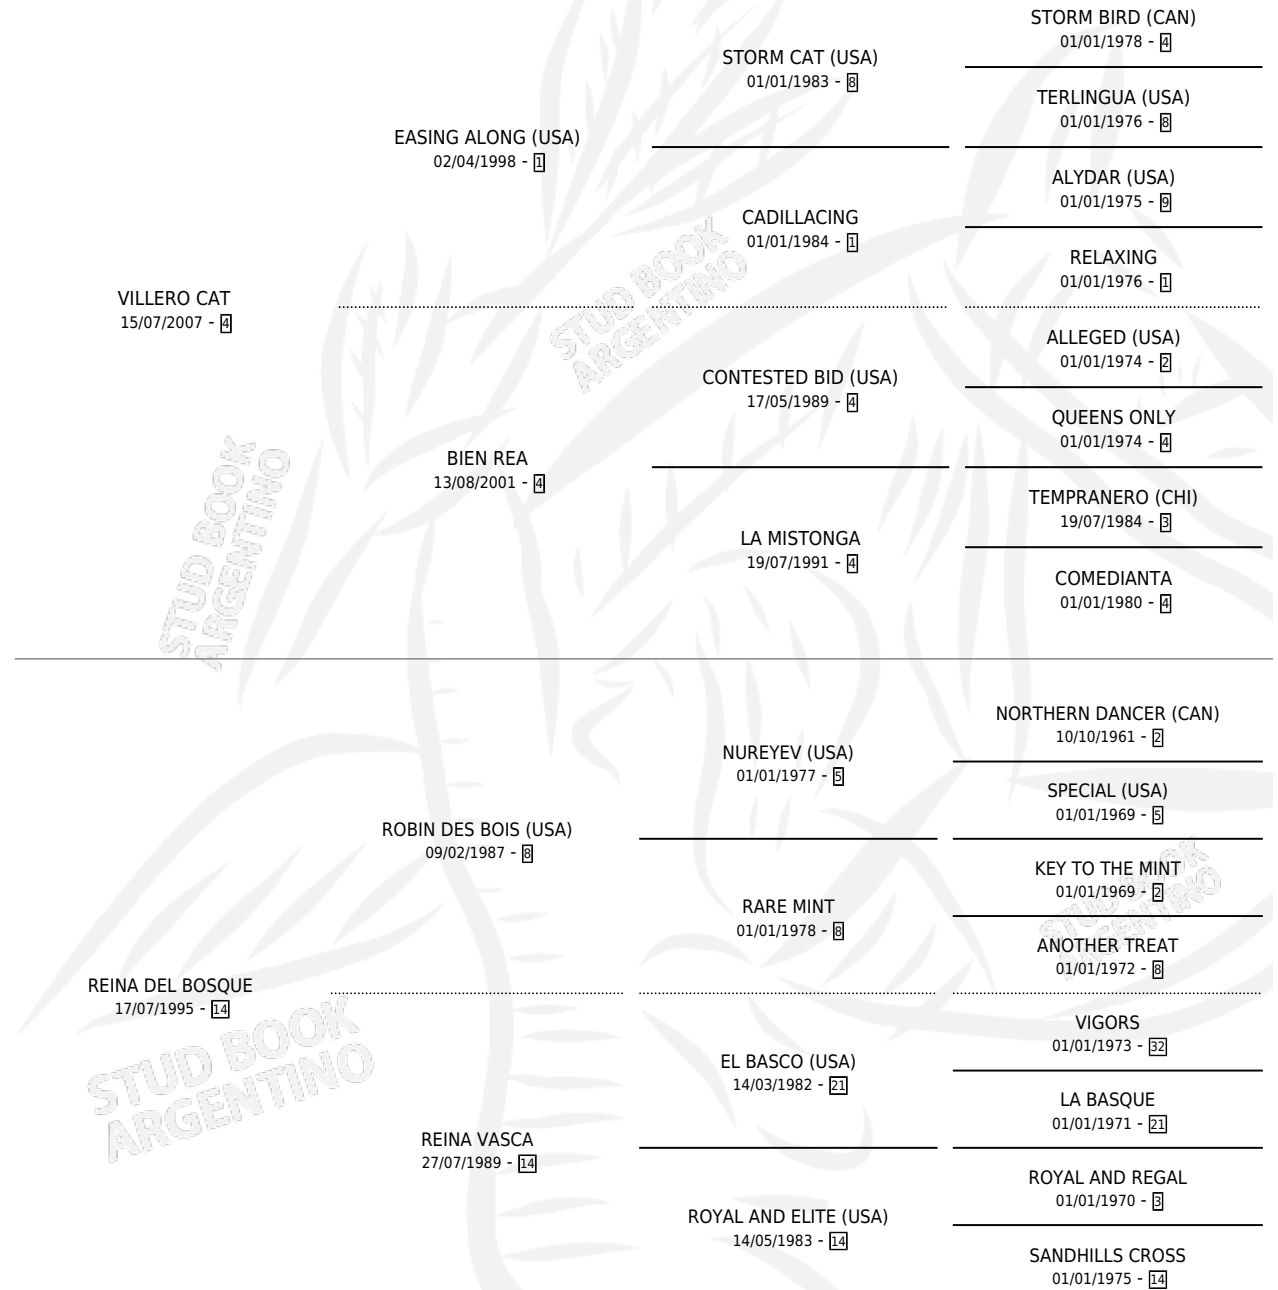 STORM BIRD (CAN)
01/01/1978 - 4
STORM CAT (USA)
01/01/1983 - 8
TERLINGUA (USA)
01/01/1976 - 8
EASING ALONG (USA)
02/04/1998 - 1
ALYDAR (USA)
01/01/1975 - 9
CADILLACING
01/01/1984 - 1
RELAXING
01/01/1976 - 1
VILLERO CAT
15/07/2007 - 4
ALLEGED (USA)
01/01/1974 - 2
CONTESTED BID (USA)
17/05/1989 - 4
QUEENS ONLY
01/01/1974 - 4
BIEN REA
13/08/2001 - 4
TEMPRANERO (CHI)
19/07/1984 - 3
LA MISTONGA
19/07/1991 - 4
COMEDIANTA
01/01/1980 - 4
NORTHERN DANCER (CAN)
10/10/1961 - 2
NUREYEV (USA)
01/01/1977 - 5
SPECIAL (USA)
01/01/1969 - 5
ROBIN DES BOIS (USA)
09/02/1987 - 8
KEY TO THE MINT
01/01/1969 - 2
RARE MINT
01/01/1978 - 8
ANOTHER TREAT
01/01/1972 - 8
REINA DEL BOSQUE
17/07/1995 - 14
VIGORS
01/01/1973 - 32
EL BASCO (USA)
14/03/1982 - 21
LA BASQUE
01/01/1971 - 21
REINA VASCA
27/07/1989 - 14
ROYAL AND REGAL
01/01/1970 - 3
ROYAL AND ELITE (USA)
14/05/1983 - 14
SANDHILLS CROSS
01/01/1975 - 14
STUD BOOK
ARGENTINO
STUD BOOK
ARGENTINO
STUD BOOK
ARGENTINO
STUD BOOK
ARGENTINO